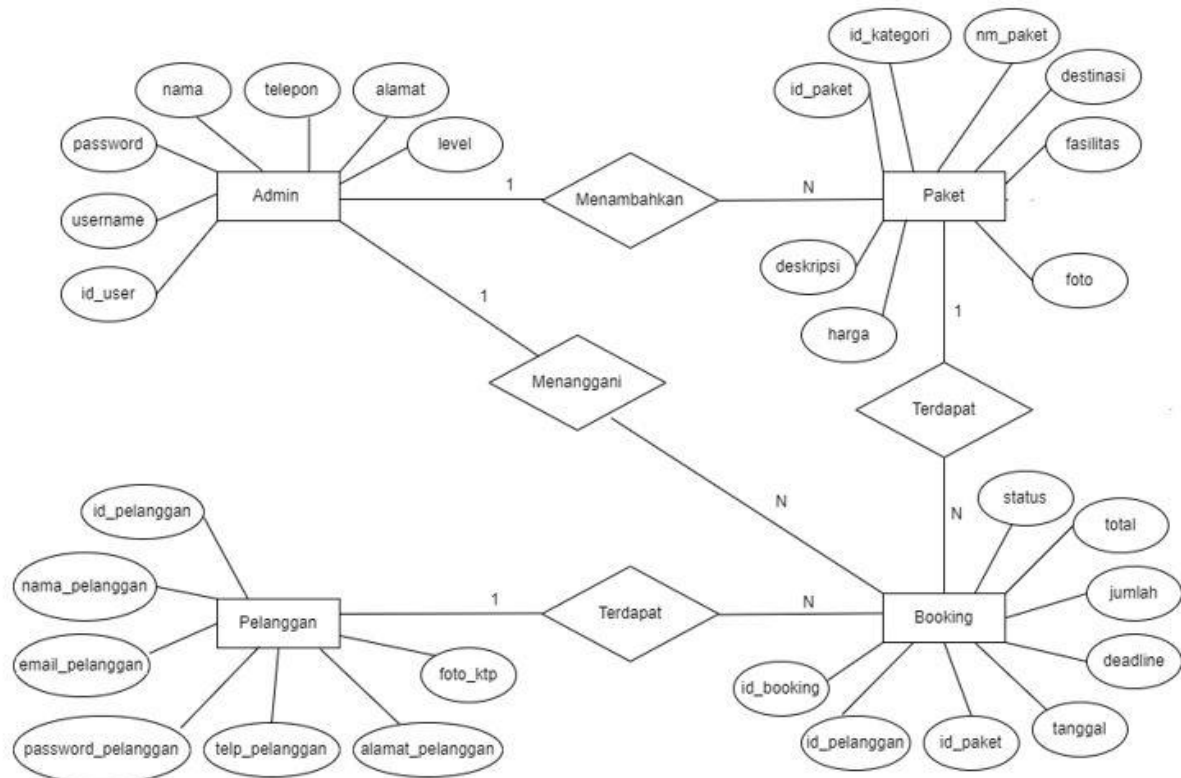 id_kategori
nm_paket
nama
telepon
alamat
id_paket
destinasi
password
level
fasilitas
Admin
1
Menambahkan
N
Paket
username
id_user
deskripsi
foto
harga
1
1
Menanggani
Terdapat
N
N
status
id_pelanggan
total
nama_pelanggan
jumlah
Pelanggan
1
Terdapat
N
Booking
email_pelanggan
foto_ktp
deadline
id_booking
password_pelanggan
telp_pelanggan
alamat_pelanggan
id_pelanggan
id_paket
tanggal